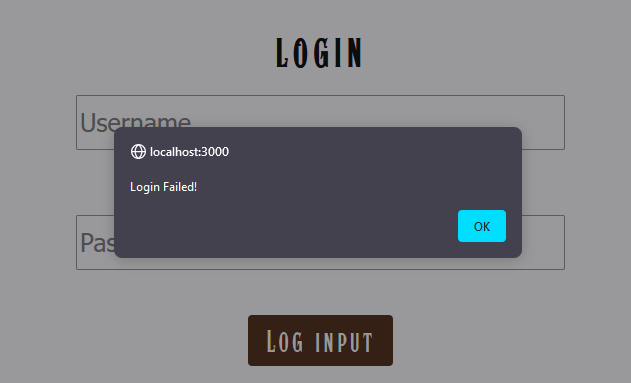 LOGIN
Username
localhost:3000
Login Failed!
OK
Pas
LOG INPUT